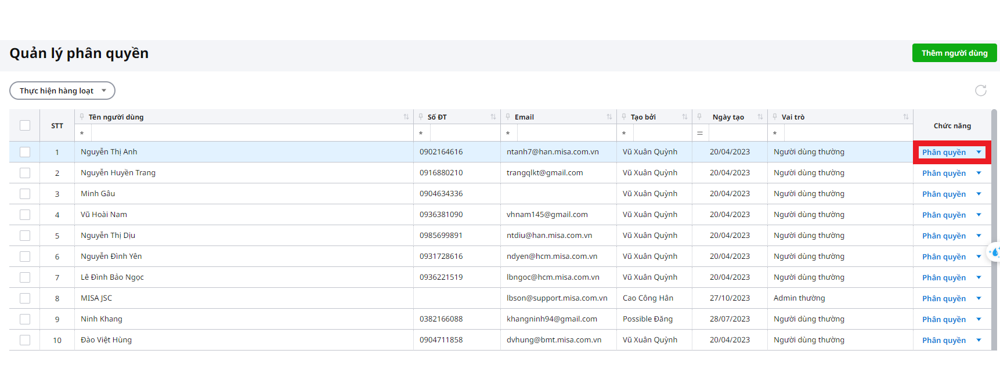 Quản lý phân quyền
Thêm người dùng
Thực hiện hàng loạt
STT Tên người dùng Số ĐT Email Tạo bởi Ngày tạo Vai trò Chức năng
* * * * = *
1 Nguyễn Thị Anh 0902164616 ntanh7@han.misa.com.vn Vũ Xuân Quỳnh 20/04/2023 Người dùng thường Phân quyền
2 Nguyễn Huyền Trang 0916880210 trangqlkt@gmail.com Vũ Xuân Quỳnh 20/04/2023 Người dùng thường Phân quyền
3 Minh Gâu 0904634336 Vũ Xuân Quỳnh 20/04/2023 Người dùng thường Phân quyền
4 Vũ Hoài Nam 0936381090 vhnam145@gmail.com Vũ Xuân Quỳnh 20/04/2023 Người dùng thường Phân quyền
5 Nguyễn Thị Dịu 0985699891 ntdiu@han.misa.com.vn Vũ Xuân Quỳnh 20/04/2023 Người dùng thường Phân quyền
6 Nguyễn Đình Yên 0931728616 ndyen@hcm.misa.com.vn Vũ Xuân Quỳnh 20/04/2023 Người dùng thường Phân quyền
7 Lê Đình Bảo Ngọc 0936221519 lbngoc@hcm.misa.com.vn Vũ Xuân Quỳnh 20/04/2023 Người dùng thường Phân quyền
8 MISA JSC lbson@support.misa.com.vn Cao Công Hân 27/10/2023 Admin thường Phân quyền
9 Ninh Khang 0382166088 khangninh94@gmail.com Possible Đăng 28/07/2023 Người dùng thường Phân quyền
10 Đào Việt Hùng 0904711858 dvhung@bmt.misa.com.vn Vũ Xuân Quỳnh 20/04/2023 Người dùng thường Phân quyền